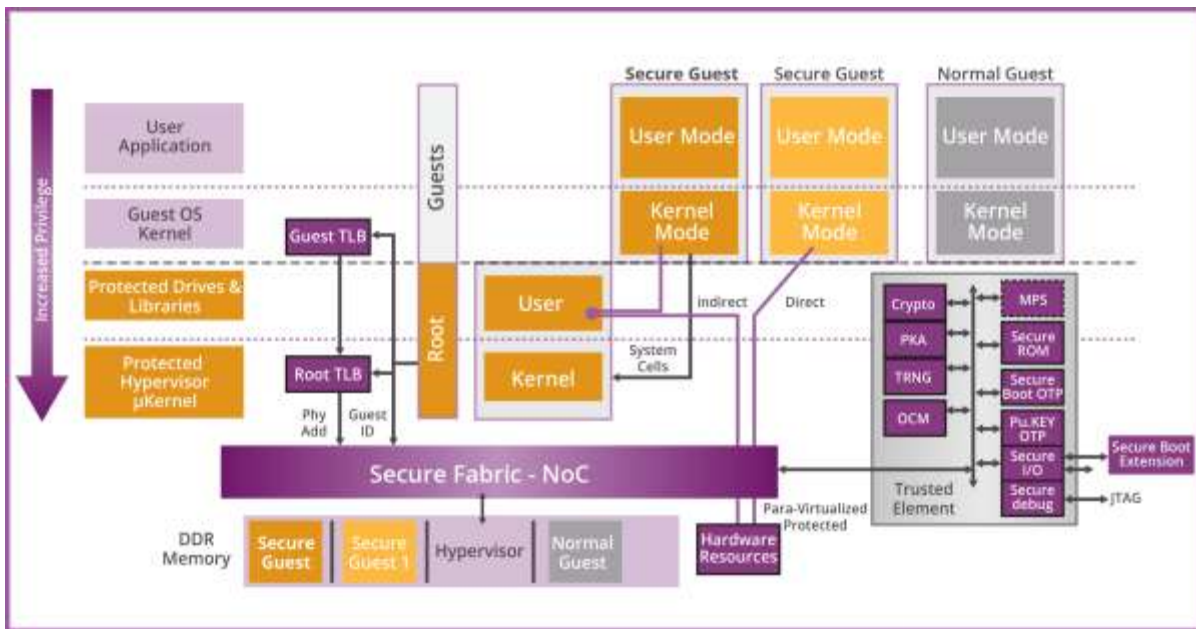 Secure Guest
Secure Guest
Normal Guest
User
Application
User Mode
User Mode
User Mode
Increased Privilege
Guests
Guest OS
Kernel
Kernel
Mode
Kernel
Mode
Kernel
Mode
Guest TLB
Protected Drives &
Libraries
Root
User
Indirect
Direct
Crypto
MPS
PKA
Secure
ROM
Protected
Hypervisor
µKernel
Root TLB
Kernel
System
Cells
TRNG
Secure
Boot OTP
OCM
Pu.KEY
OTP
Phy
Add
Guest
ID
Secure Fabric - NoC
Secure
I/O
Secure Boot
Extension
Trusted
Element
Secure
debug
JTAG
Para-Virtualized
Protected
DDR
Memory
Secure
Guest
Secure
Guest 1
Hypervisor
Normal
Guest
Hardware
Resources